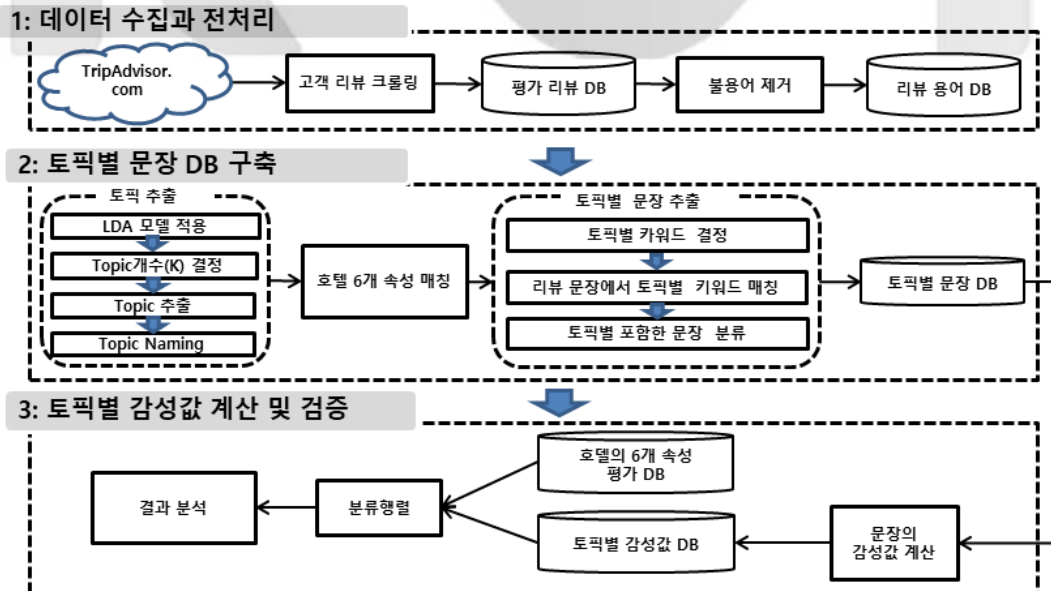 1: 데이터 수집과 전처리
TripAdvisor.
com
고객 리뷰 크롤링
평가 리뷰 DB
불용어 제거
리뷰 용어 DB
2: 토픽별 문장 DB 구축
토픽 추출
LDA 모델 적용
Topic개수(K) 결정
Topic 추출
Topic Naming
호텔 6개 속성 매칭
토픽별 문장 추출
토픽별 카워드 결정
리뷰 문장에서 토픽별 키워드 매칭
토픽별 포함한 문장 분류
토픽별 문장 DB
3: 토픽별 감성값 계산 및 검증
결과 분석
분류행렬
호텔의 6개 속성
평가 DB
토픽별 감성값 DB
문장의
감성값 계산